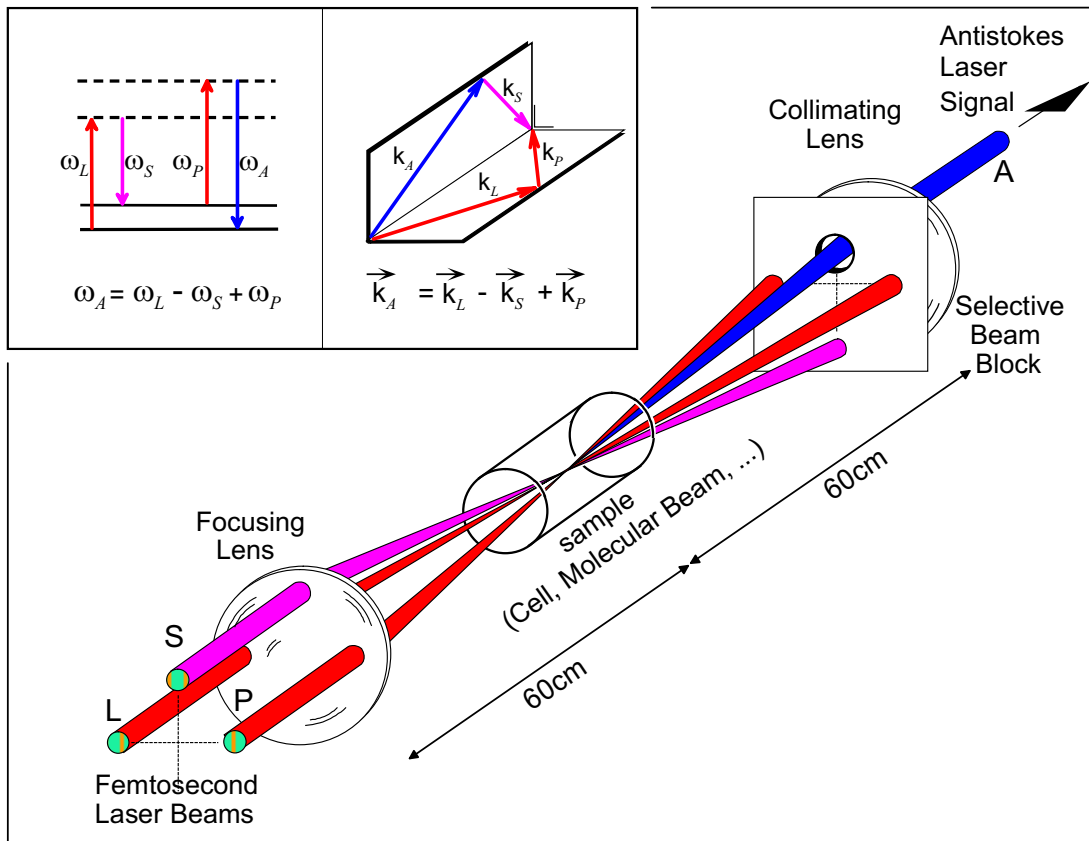 ω_L
ω_S
ω_P
ω_A
ω_A = ω_L - ω_S + ω_P
k_S
k_A
k_P
k_L
k_A = k_L - k_S + k_P
Antistokes
Laser
Signal
Collimating
Lens
A
Selective
Beam
Block
60cm
sample
(Cell, Molecular Beam, ...)
60cm
Focusing
Lens
S
L
P
Femtosecond
Laser Beams